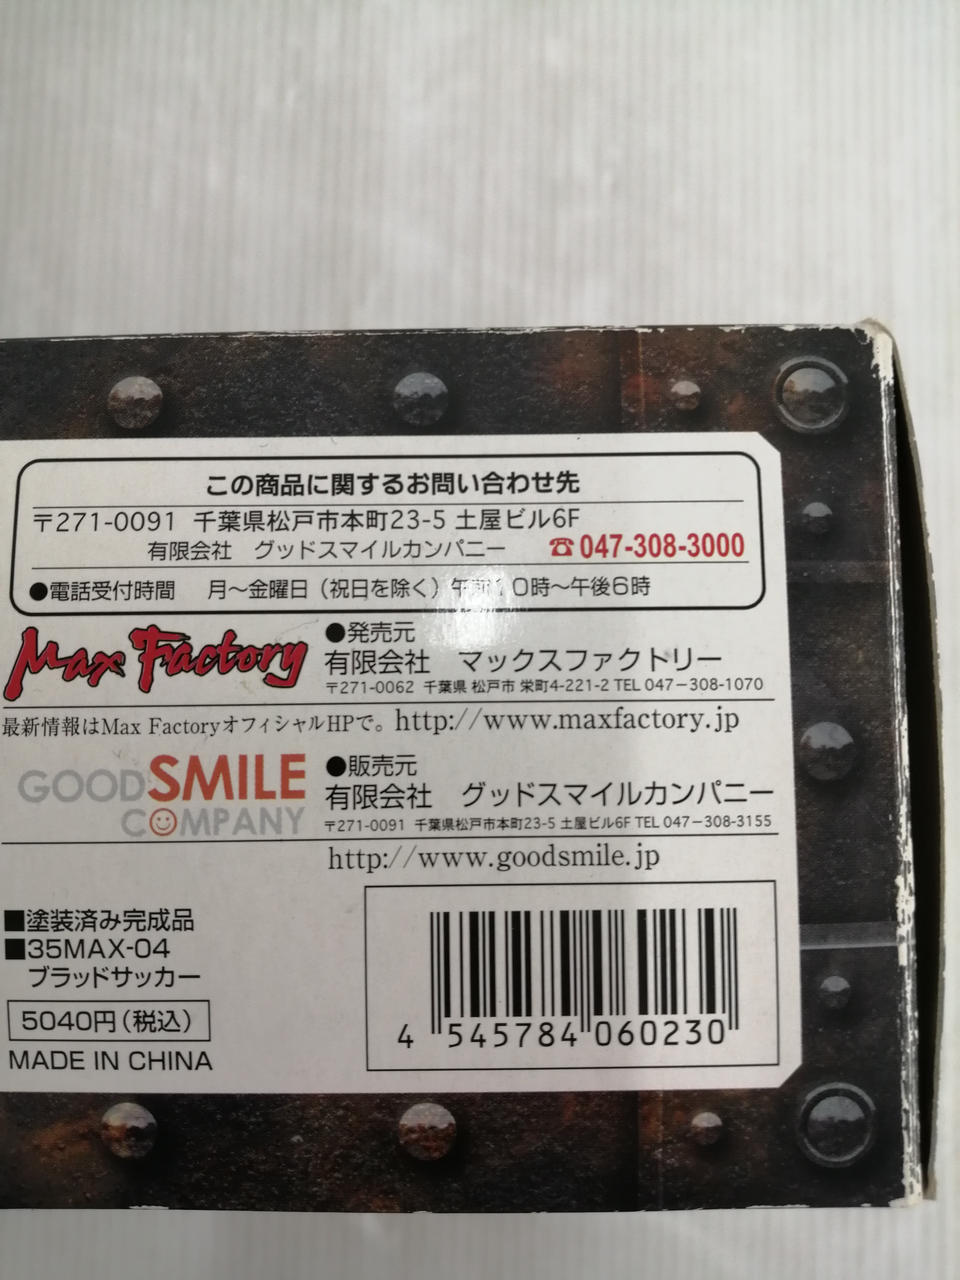 この商品に関するお問い合わせ先
〒271-0091 千葉県松戸市本町23-5 土屋ビル6F
有限会社 グッドスマイルカンパニー ☎047-308-3000
●電話受付時間 月〜金曜日(祝日を除く)午前10時〜午後6時
Max Factory
●発売元
有限会社 マックスファクトリー
〒271-0062 千葉県 松戸市 栄町4-221-2 TEL 047-308-1070
最新情報はMax FactoryオフィシャルHPで。 http://www.maxfactory.jp
GOODSMILE
COMPANY
●販売元
有限会社 グッドスマイルカンパニー
〒271-0091 千葉県松戸市本町23-5 土屋ビル6F TEL 047-308-3155
http://www.goodsmile.jp
■塗装済み完成品
■35MAX-04
ブラッドサッカー
5040円(税込)
MADE IN CHINA
4 545784 060230